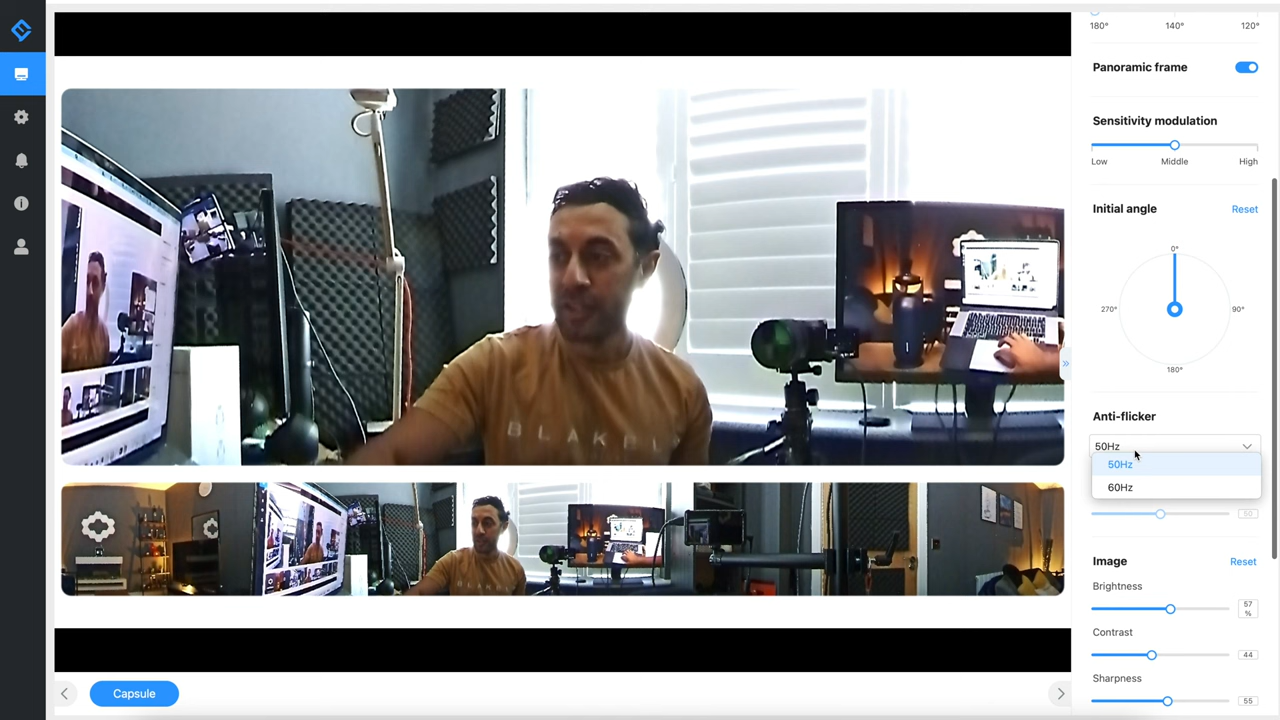 180° 140° 120°
Panoramic frame
Sensitivity modulation
Low Middle High
Initial angle Reset
0°
270° 90°
180°
Anti-flicker
50Hz
50Hz
60Hz
50
Image Reset
Brightness
57
%
Contrast
44
Sharpness
55
Capsule